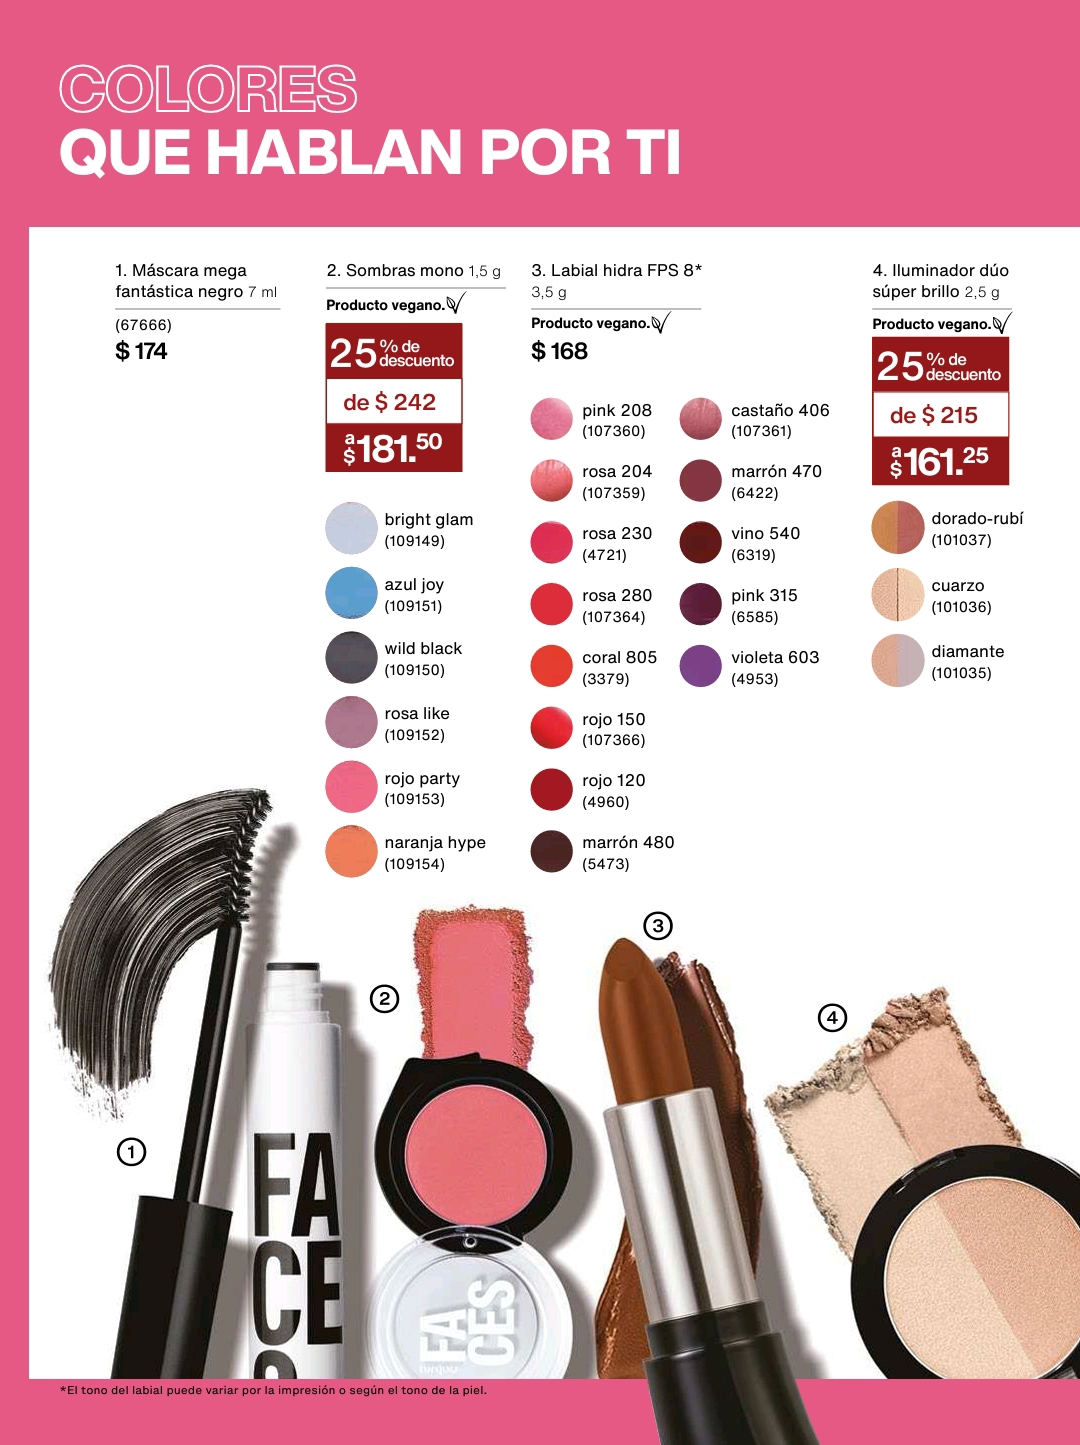 COLORES
QUE HABLAN POR TI
1. Máscara mega
fantástica negro 7 ml
(67666)
$ 174
2. Sombras mono 1,5 g
Producto vegano.
25 % de descuento
de $ 242
a $ 181.50
bright glam
(109149)
azul joy
(109151)
wild black
(109150)
rosa like
(109152)
rojo party
(109153)
naranja hype
(109154)
3. Labial hidra FPS 8*
3,5 g
Producto vegano.
$ 168
pink 208
(107360)
rosa 204
(107359)
rosa 230
(4721)
rosa 280
(107364)
coral 805
(3379)
rojo 150
(107366)
rojo 120
(4960)
marrón 480
(5473)
castaño 406
(107361)
marrón 470
(6422)
vino 540
(6319)
pink 315
(6585)
violeta 603
(4953)
4. Iluminador dúo
súper brillo 2,5 g
Producto vegano.
25 % de descuento
de $ 215
a $ 161.25
dorado-rubí
(101037)
cuarzo
(101036)
diamante
(101035)
1
2
3
4
FA
CE
FA
CES
*El tono del labial puede variar por la impresión o según el tono de la piel.